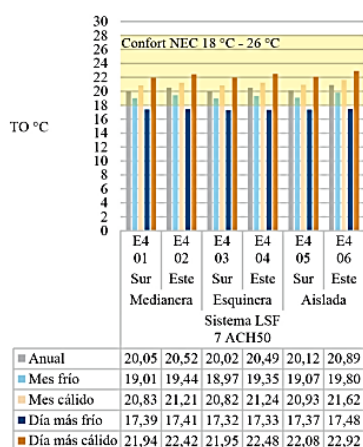 30
28
Confort NEC 18 °C - 26 °C
26
24
22
20
18
TO °C
16
14
12
10
8
6
4
2
0
E4 E4 E4 E4 E4 E4
01 02 03 04 05 06
Sur Este Sur Este Sur Este
Medianera Esquinera Aislada
Sistema LSF
7 ACH50
Anual 20,05 20,52 20,02 20,49 20,12 20,89
Mes frío 19,01 19,44 18,97 19,35 19,07 19,80
Mes cálido 20,83 21,21 20,82 21,24 20,93 21,62
Día más frío 17,39 17,41 17,32 17,33 17,37 17,48
Día más cálido 21,94 22,42 21,95 22,48 22,08 22,92